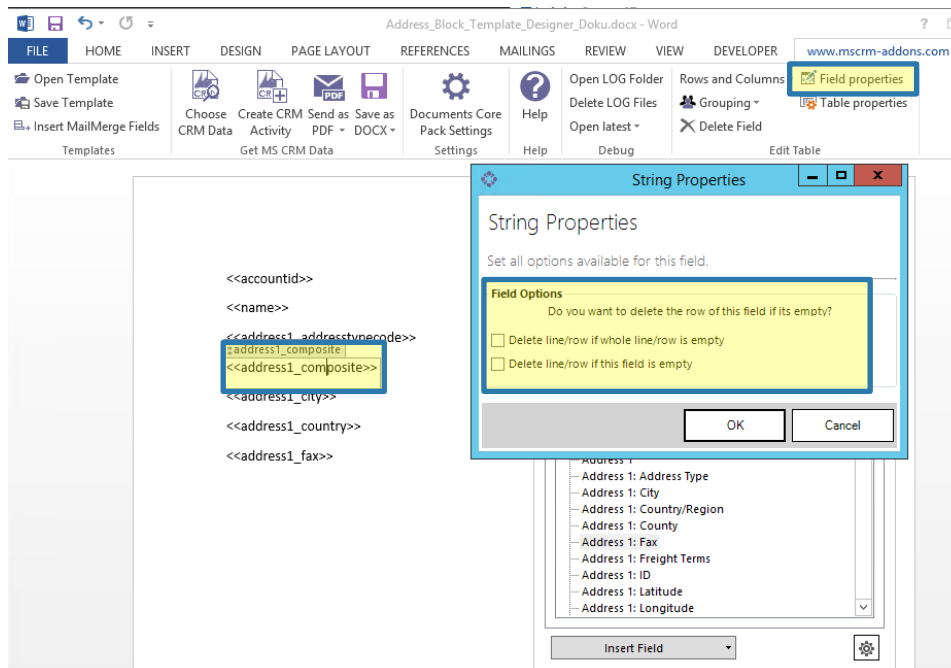 Address_Block_Template_Designer_Doku.docx - Word
?
FILE HOME INSERT DESIGN PAGE LAYOUT REFERENCES MAILINGS REVIEW VIEW DEVELOPER www.mscrm-addons.com
Open Template
Save Template
Insert MailMerge Fields
Templates
Choose CRM Data
Create CRM Activity
Send as PDF
Save as DOCX
Get MS CRM Data
Documents Core Pack Settings
Settings
Help
Help
Open LOG Folder
Delete LOG Files
Open latest
Debug
Rows and Columns
Grouping
Delete Field
Field properties
Table properties
Edit Table
String Properties
String Properties
Set all options available for this field.
Field Options
Do you want to delete the row of this field if its empty?
Delete line/row if whole line/row is empty
Delete line/row if this field is empty
OK Cancel
<<accountid>>
<<name>>
<<address1_addresstypecode>>
address1_composite
<<address1_composite>>
<<address1_city>>
<<address1_country>>
<<address1_fax>>
Address 1
Address 1: Address Type
Address 1: City
Address 1: Country/Region
Address 1: County
Address 1: Fax
Address 1: Freight Terms
Address 1: ID
Address 1: Latitude
Address 1: Longitude
Insert Field